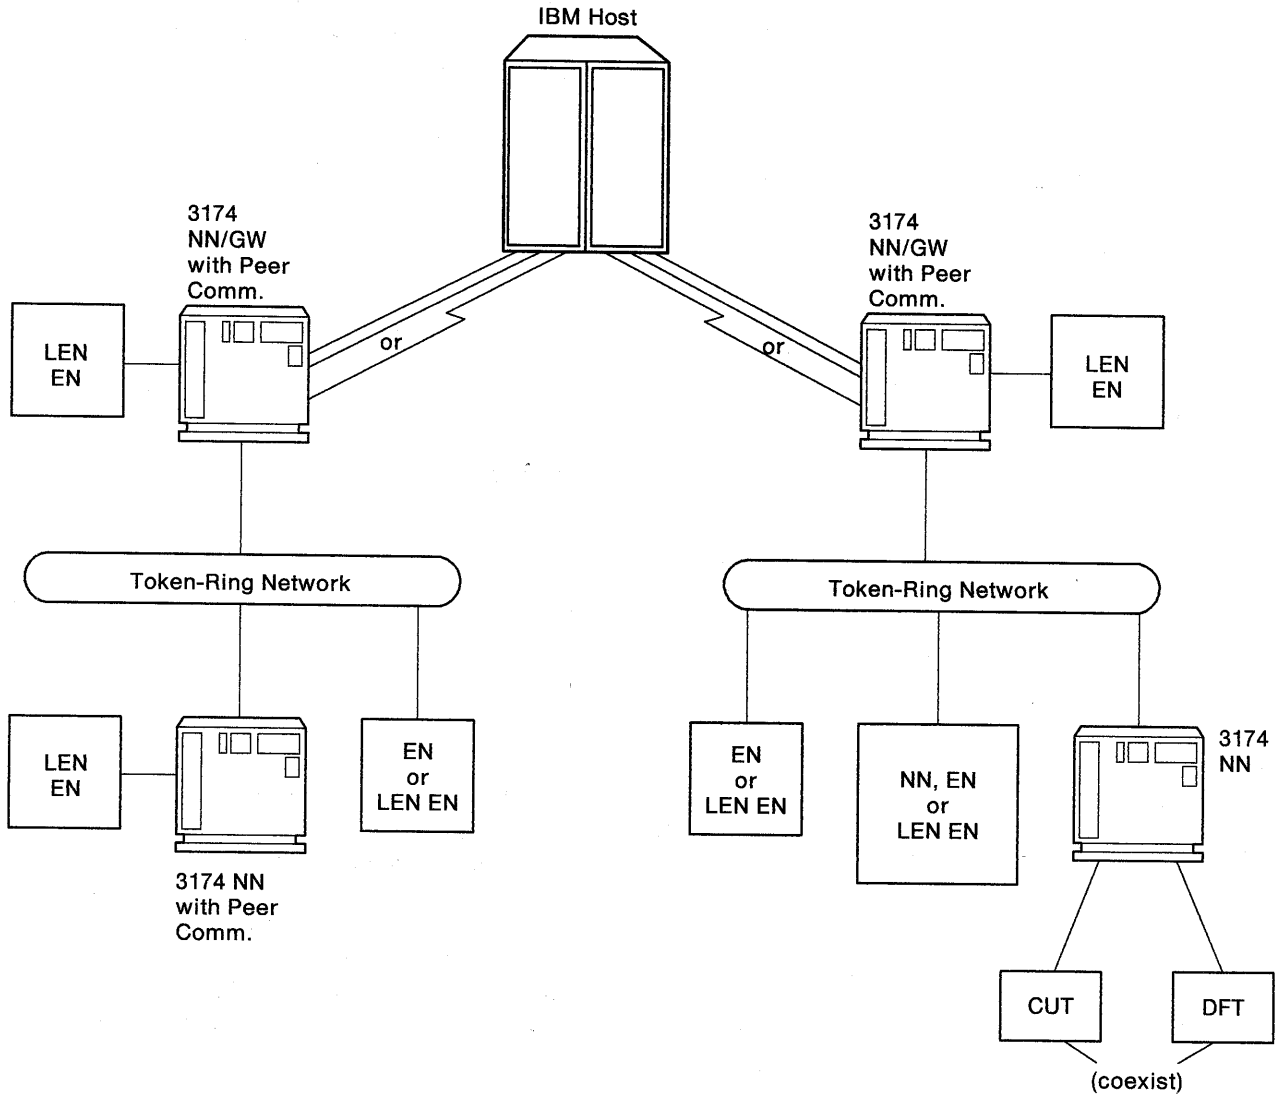 IBM Host
3174
NN/GW
with Peer
Comm.
3174
NN/GW
with Peer
Comm.
LEN
EN
or
or
LEN
EN
Token-Ring Network
Token-Ring Network
LEN
EN
EN
or
LEN EN
3174 NN
with Peer
Comm.
EN
or
LEN EN
NN, EN
or
LEN EN
3174
NN
CUT
DFT
(coexist)